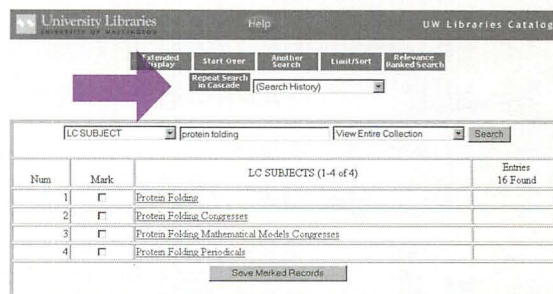 University Libraries Help UW Libraries Catalog
UNIVERSITY OF WASHINGTON
Extended Display Start Over Another Search Limit/Sort Relevance Ranked Search
Repeat Search in Cascade (Search History)
LC SUBJECT protein folding View Entire Collection Search
Num Mark LC SUBJECTS (1-4 of 4) Entries 16 Found
1 Protein Folding
2 Protein Folding Congresses
3 Protein Folding Mathematical Models Congresses
4 Protein Folding Periodicals
Save Marked Records